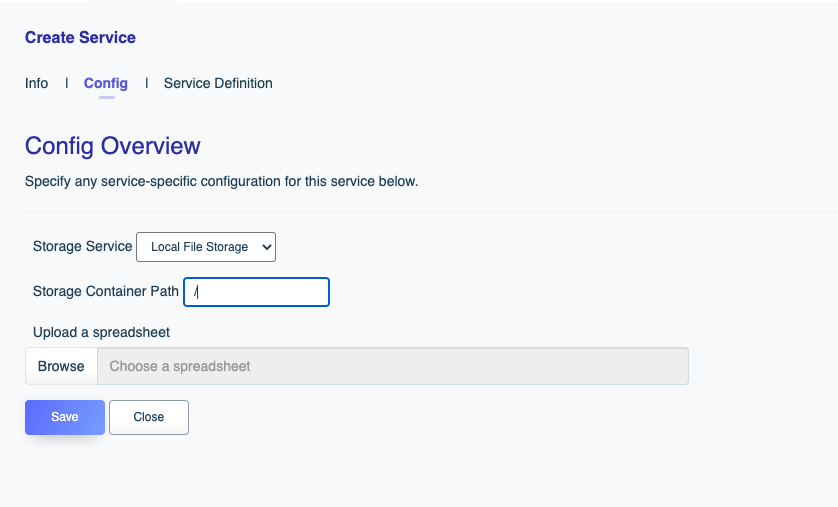 Create Service
Info | Config | Service Definition
Config Overview
Specify any service-specific configuration for this service below.
Storage Service Local File Storage
Storage Container Path /
Upload a spreadsheet
Browse Choose a spreadsheet
Save Close